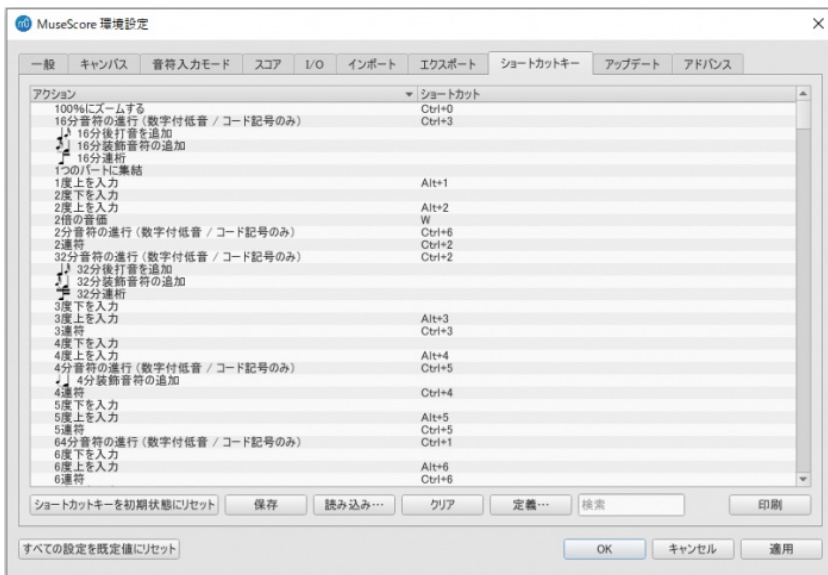 MuseScore 環境設定
一般 キャンバス 音符入力モード スコア I/O インポート エクスポート ショートカットキー アップデート アドバンス
アクション ショートカット
100%にズームする Ctrl+0
16分音符の進行 (数字付低音 / コード記号のみ) Ctrl+3
16分後打音を追加
16分装飾音符の追加
16分連桁
1つのパートに集結
1度上を入力 Alt+1
2度下を入力
2度上を入力 Alt+2
2倍の音価 W
2分音符の進行 (数字付低音 / コード記号のみ) Ctrl+6
2連符 Ctrl+2
32分音符の進行 (数字付低音 / コード記号のみ) Ctrl+2
32分後打音を追加
32分装飾音符の追加
32分連桁
3度下を入力
3度上を入力 Alt+3
3連符 Ctrl+3
4度下を入力
4度上を入力 Alt+4
4分音符の進行 (数字付低音 / コード記号のみ) Ctrl+5
4分装飾音符の追加
4連符 Ctrl+4
5度下を入力
5度上を入力 Alt+5
5連符 Ctrl+5
64分音符の進行 (数字付低音 / コード記号のみ) Ctrl+1
6度下を入力
6度上を入力 Alt+6
6連符 Ctrl+6
ショートカットキーを初期状態にリセット 保存 読み込み… クリア 定義… 検索 印刷
すべての設定を既定値にリセット OK キャンセル 適用